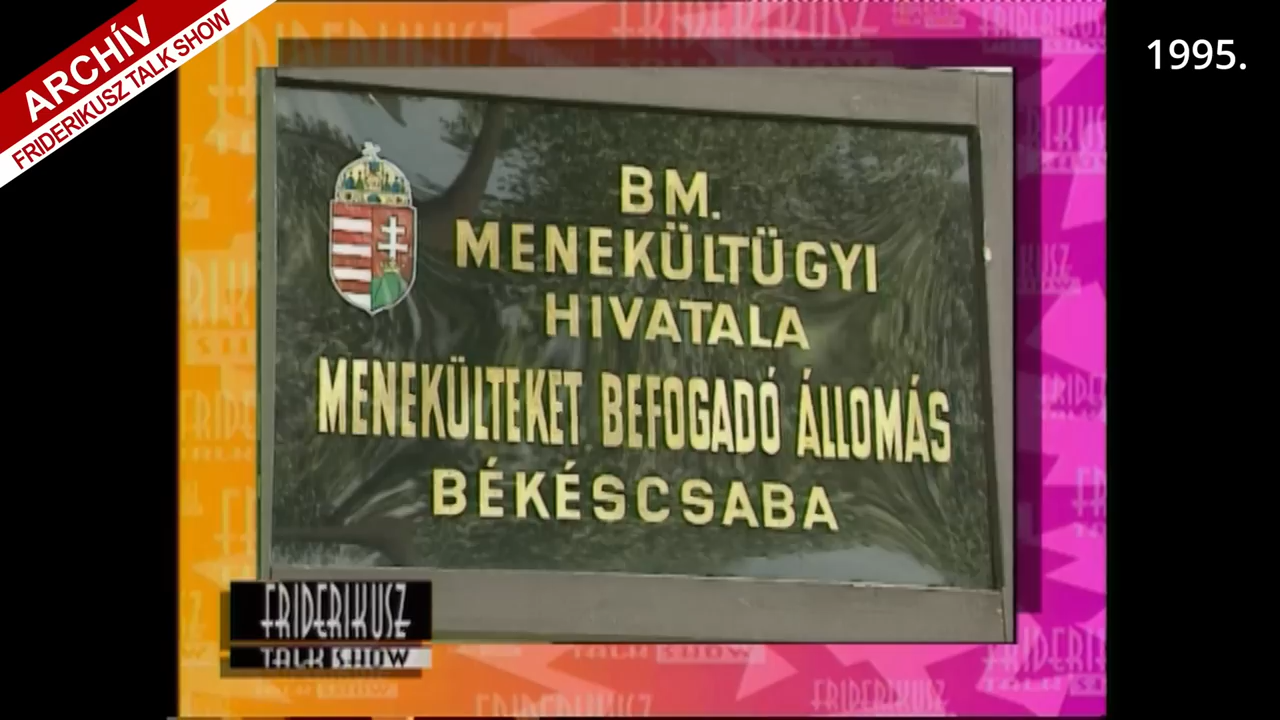 ARCHÍV
FRIDERIKUSZ TALK SHOW
1995.
BM.
MENEKÜLTÜGYI
HIVATALA
MENEKÜLTEKET BEFOGADÓ ÁLLOMÁS
BÉKÉSCSABA
FRIDERIKUSZ
TALK SHOW